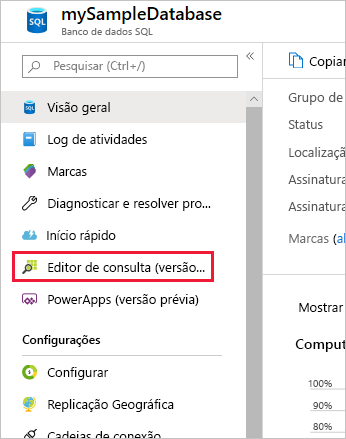 mySampleDatabase
Banco de dados SQL
Pesquisar (Ctrl+/)
Visão geral
Log de atividades
Marcas
Diagnosticar e resolver pro...
Início rápido
Editor de consulta (versão...
PowerApps (versão prévia)
Configurações
Configurar
Replicação Geográfica
Cadeias de conexão
Copiar
Grupo de
Status
Localização
Assinatura
Assinatura
Marcas (al
Mostrar
Comput
100%
90%
80%